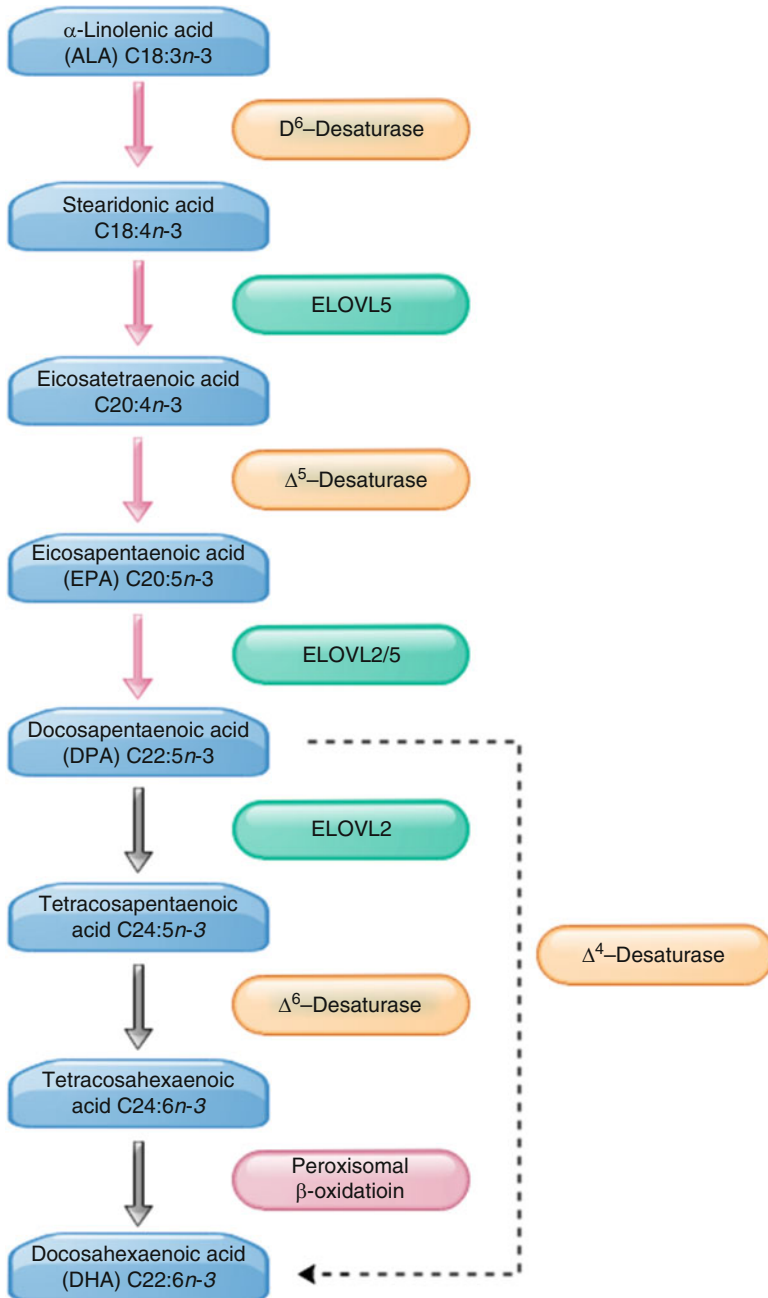 α-Linolenic acid
(ALA) C18:3n-3
D⁶–Desaturase
Stearidonic acid
C18:4n-3
ELOVL5
Eicosatetraenoic acid
C20:4n-3
Δ⁵–Desaturase
Eicosapentaenoic acid
(EPA) C20:5n-3
ELOVL2/5
Docosapentaenoic acid
(DPA) C22:5n-3
ELOVL2
Tetracosapentaenoic
acid C24:5n-3
Δ⁴–Desaturase
Δ⁶–Desaturase
Tetracosahexaenoic
acid C24:6n-3
Peroxisomal
β-oxidatioin
Docosahexaenoic acid
(DHA) C22:6n-3